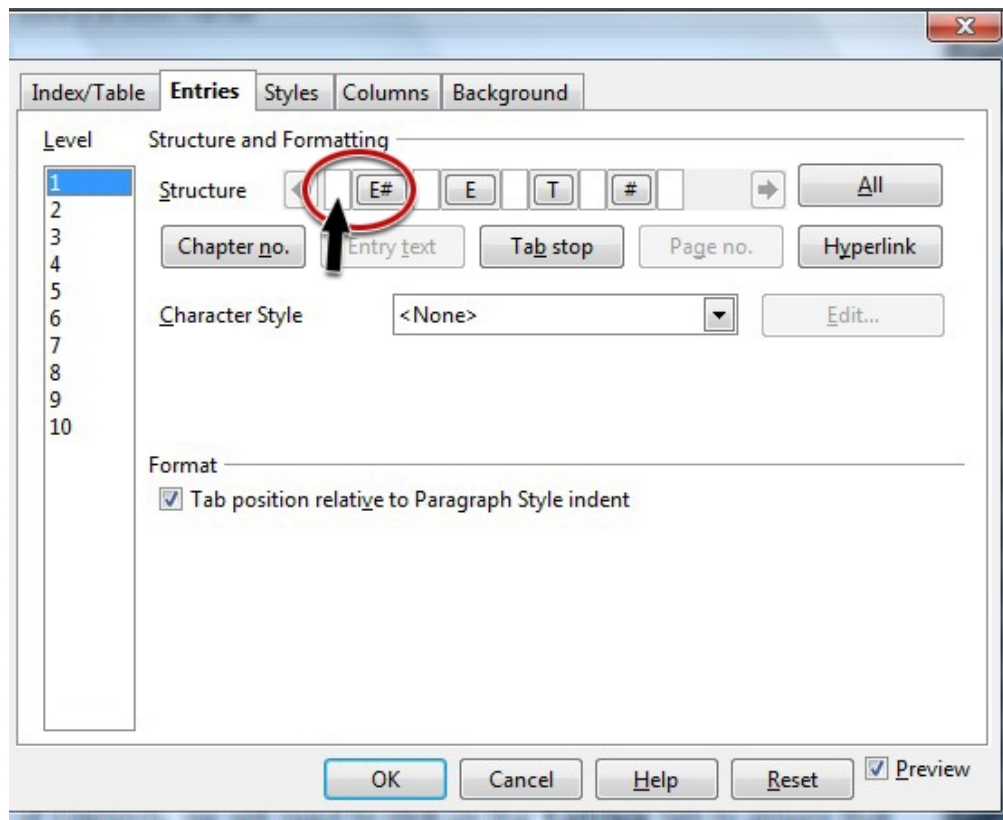 Index/Table Entries Styles Columns Background
Level Structure and Formatting
1
2
3
4
5
6
7
8
9
10
Structure E# E T # All
Chapter no. Entry text Tab stop Page no. Hyperlink
Character Style <None> Edit...
Format
Tab position relative to Paragraph Style indent
OK Cancel Help Reset Preview